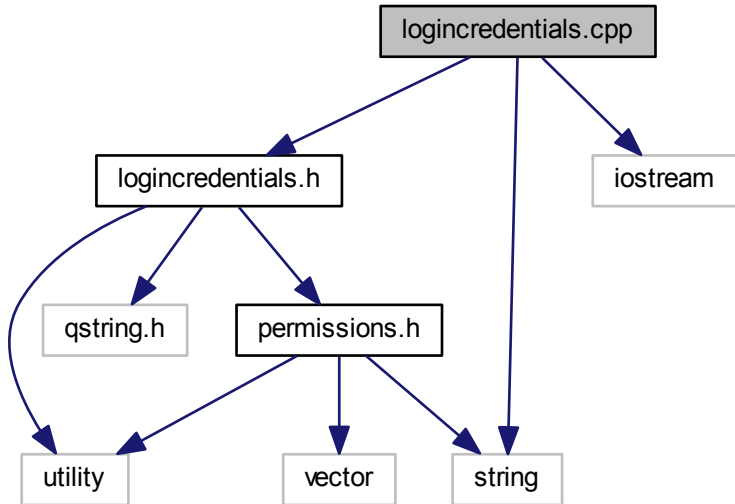 logincredentials.cpp
logincredentials.h
iostream
qstring.h
permissions.h
utility
vector
string